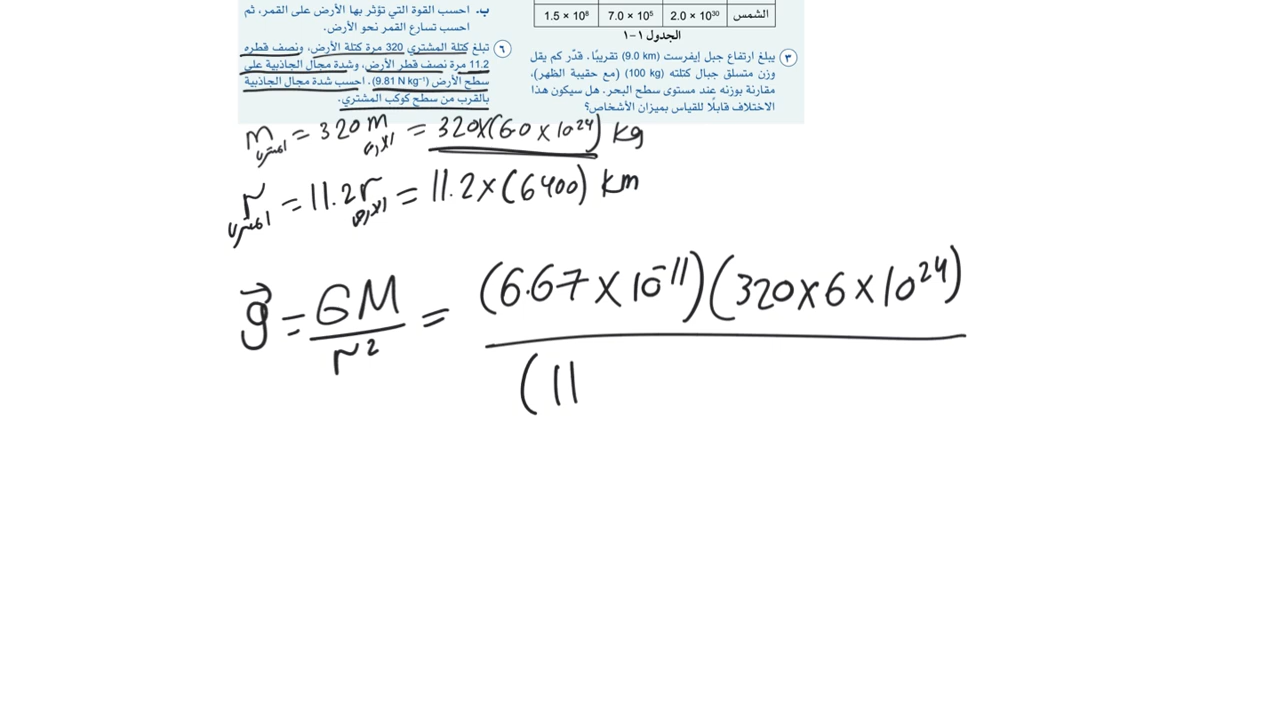 الشمس 2.0 × 10³⁰ 7.0 × 10⁵ 1.5 × 10⁸
الجدول ١-١
٣ يبلغ ارتفاع جبل إيفرست (9.0 km) تقريبًا. قدّر كم يقل
وزن متسلق جبال كتلته (100 kg) (مع حقيبة الظهر)،
مقارنة بوزنه عند مستوى سطح البحر. هل سيكون هذا
الاختلاف قابلًا للقياس بميزان الأشخاص؟
ب. احسب القوة التي تؤثر بها الأرض على القمر، ثم
احسب تسارع القمر نحو الأرض.
٦ تبلغ كتلة المشتري 320 مرة كتلة الأرض، ونصف قطره
11.2 مرة نصف قطر الأرض، وشدة مجال الجاذبية على
سطح الأرض (9.81 N kg⁻¹). احسب شدة مجال الجاذبية
بالقرب من سطح كوكب المشتري.
m المشتري = 320 m الأرض = 320×(6.0 × 10²⁴) kg
r المشتري = 11.2 r الأرض = 11.2 × (6400) km
g⃗ = GM / r² = (6.67 × 10⁻¹¹)(320 × 6 × 10²⁴)
(11